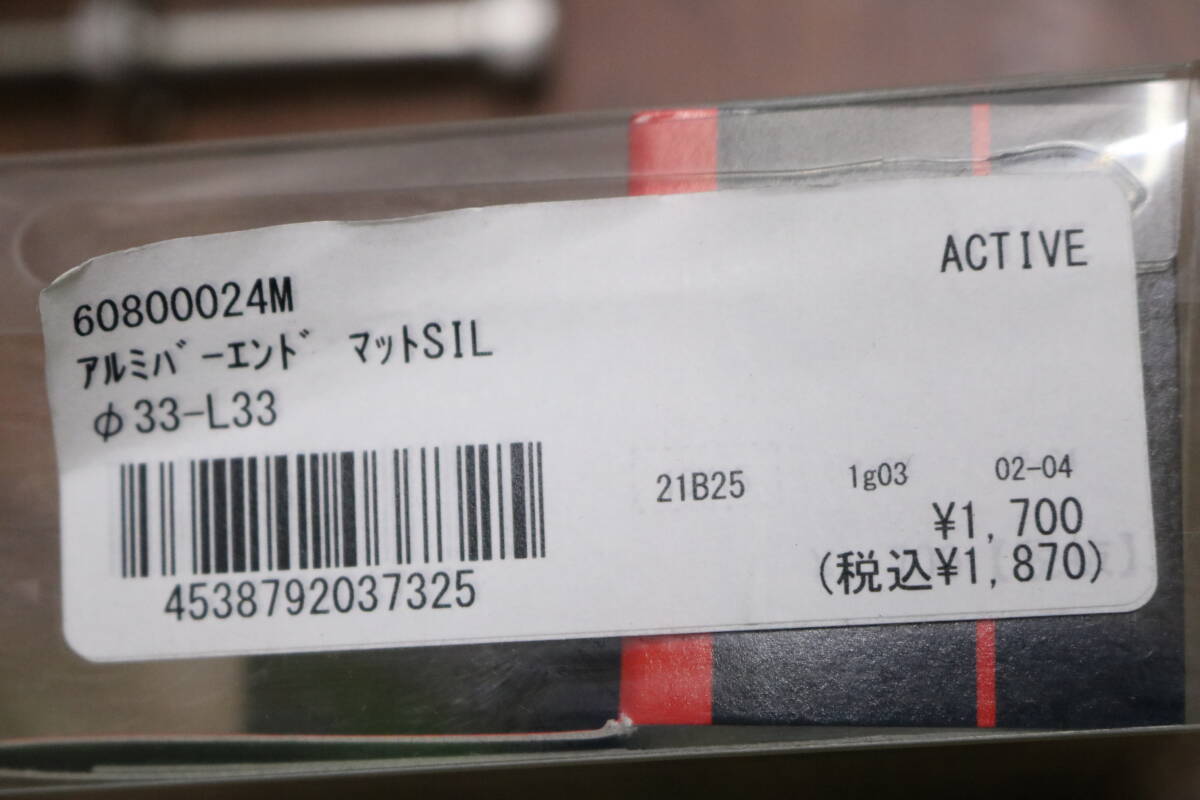 ACTIVE
60800024M
ｱﾙﾐﾊﾞｰｴﾝﾄﾞ ﾏｯﾄSIL
φ33-L33
21B25 1g03 02-04
¥1,700
(税込¥1,870)
4538792037325